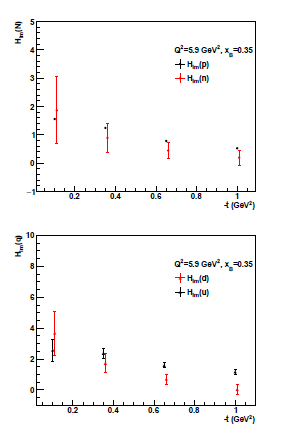 H_Im(N)
5
4
3
2
1
0
−1
Q²=5.9 GeV², x_B=0.35
H_Im(p)
H_Im(n)
0.2 0.4 0.6 0.8 1
-t (GeV²)
H_Im(q)
10
8
6
4
2
0
Q²=5.9 GeV², x_B=0.35
H_Im(d)
H_Im(u)
0.2 0.4 0.6 0.8 1
-t (GeV²)